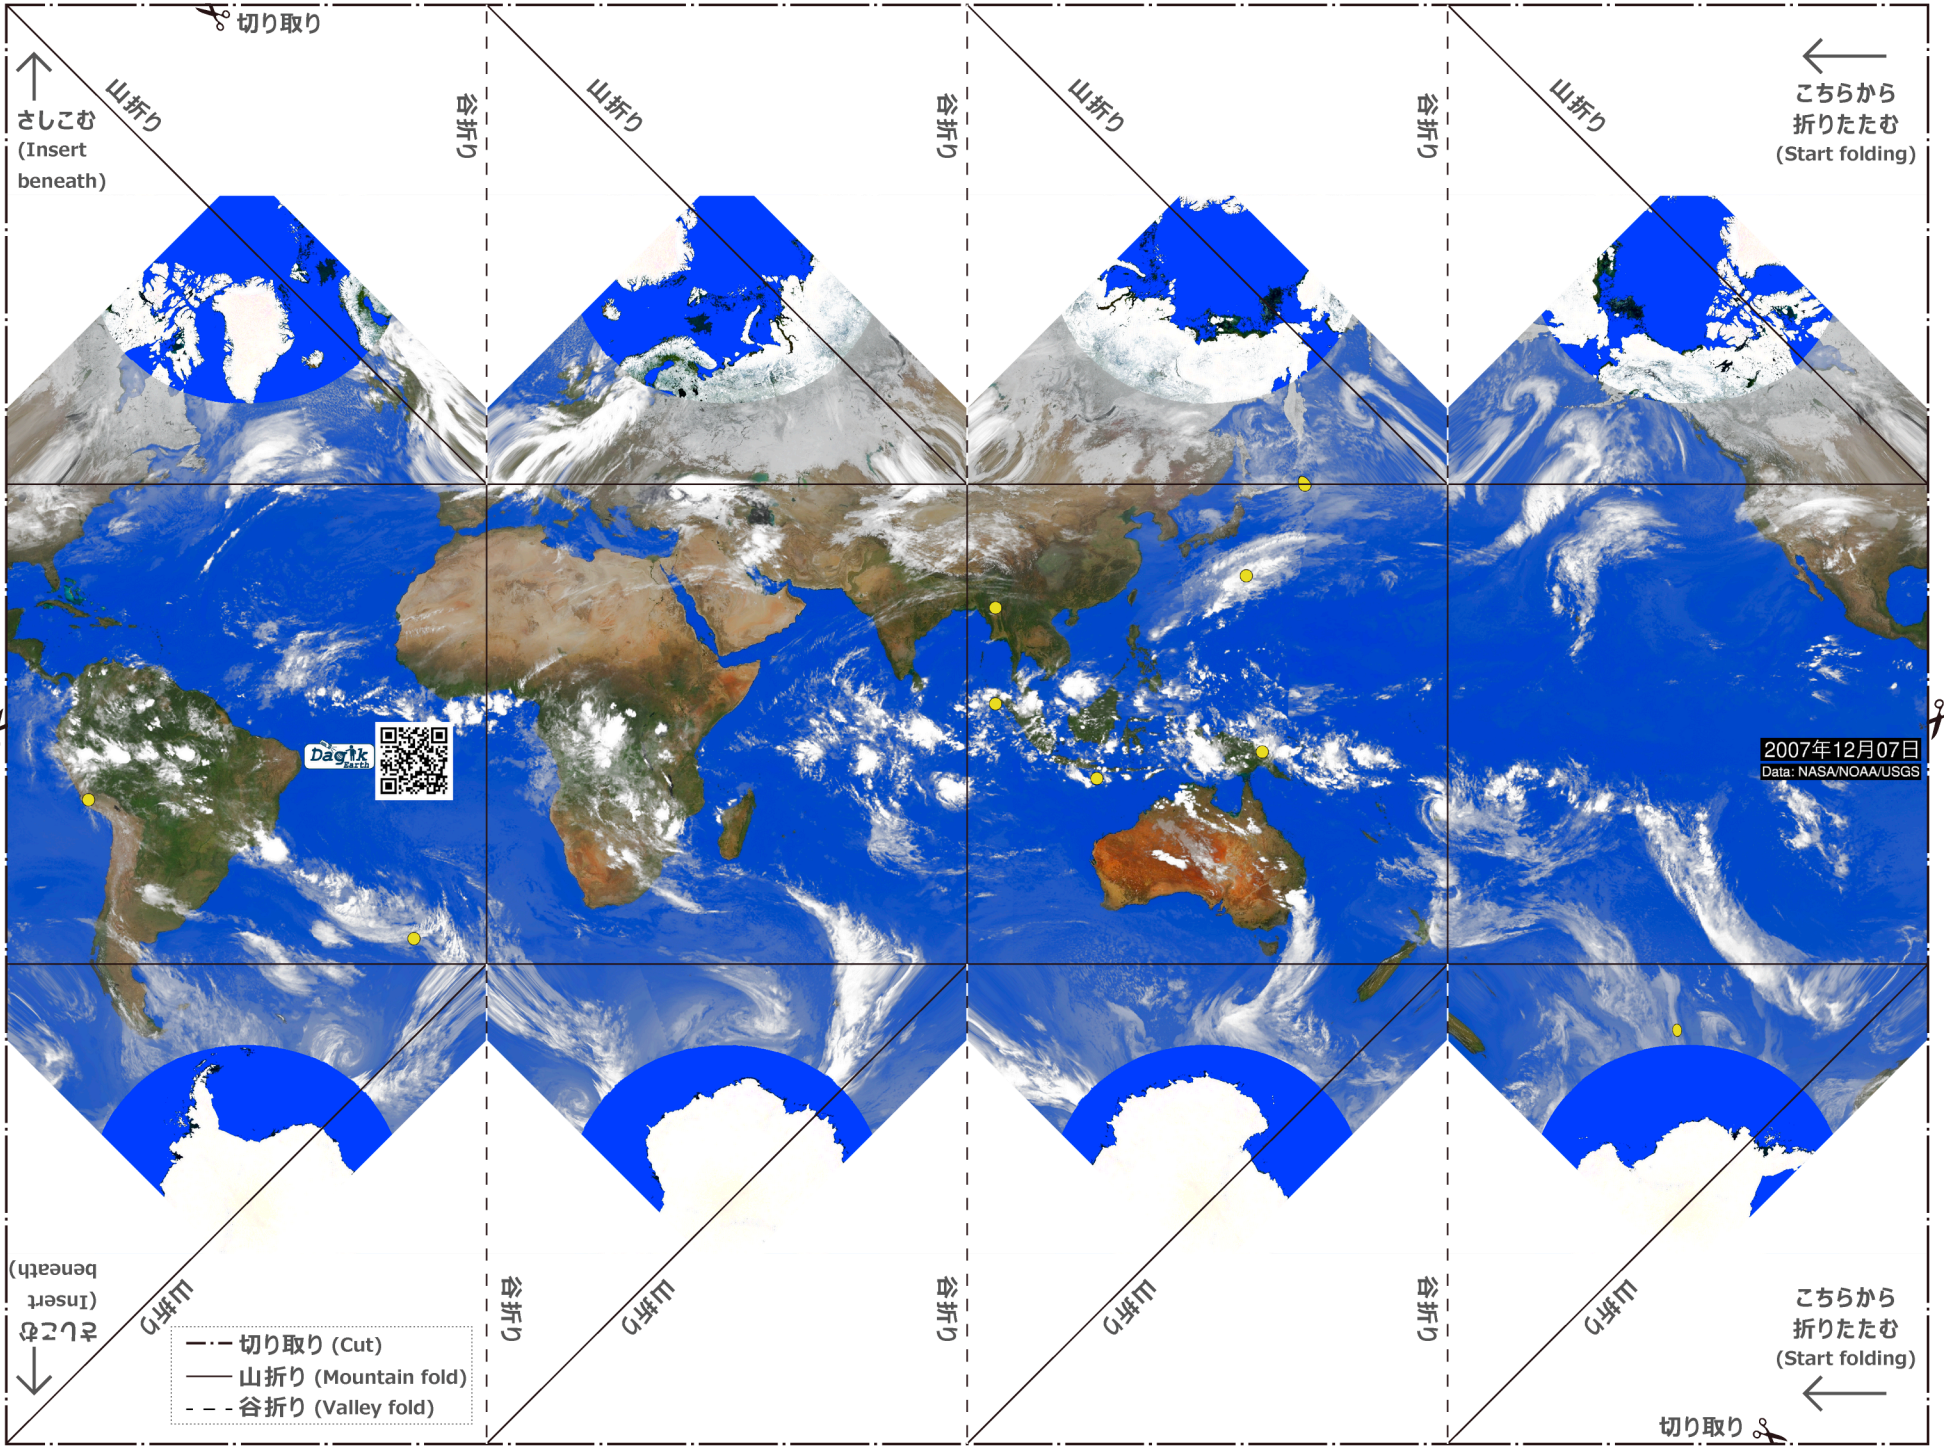 切り取り
山折り
谷折り
山折り
谷折り
山折り
谷折り
山折り
さしこむ
(Insert
beneath)
こちらから
折りたたむ
(Start folding)
Dagik
Earth
2007年12月07日
Data: NASA/NOAA/USGS
さしこむ
(Insert
beneath)
山折り
谷折り
山折り
谷折り
山折り
谷折り
山折り
こちらから
折りたたむ
(Start folding)
切り取り (Cut)
山折り (Mountain fold)
谷折り (Valley fold)
切り取り